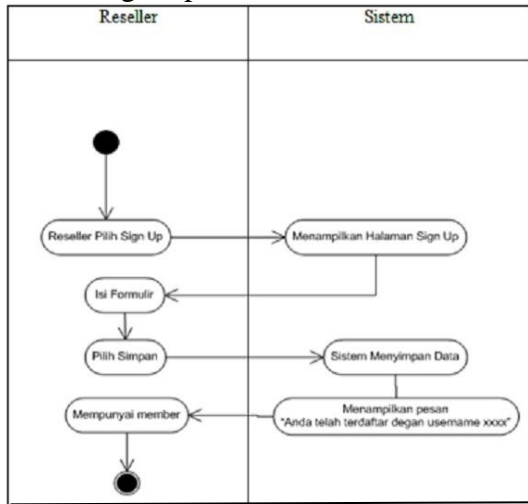 Reseller
Sistem
Reseller Pilih Sign Up
Menampilkan Halaman Sign Up
Isi Formulir
Pilih Simpan
Sistem Menyimpan Data
Mempunyai member
Menampilkan pesan
"Anda telah terdaftar degan username xxxx"